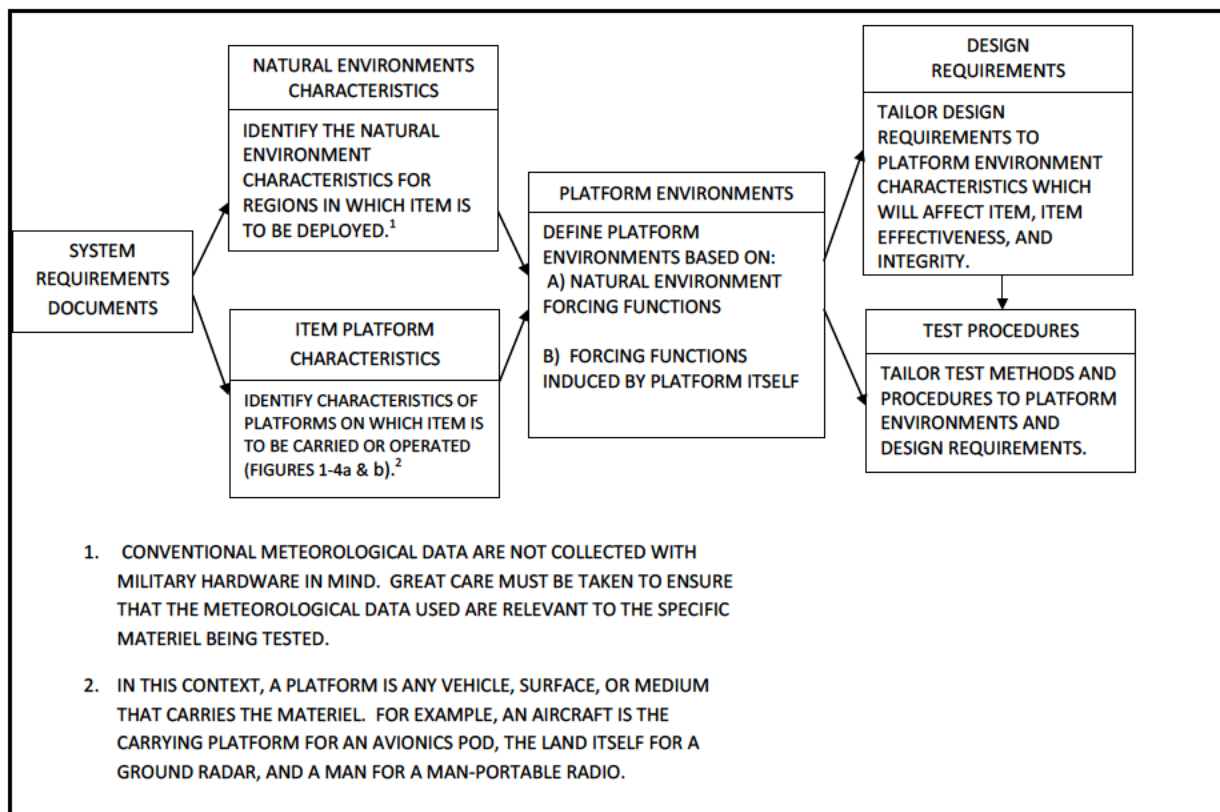 SYSTEM
REQUIREMENTS
DOCUMENTS
NATURAL ENVIRONMENTS
CHARACTERISTICS
IDENTIFY THE NATURAL
ENVIRONMENT
CHARACTERISTICS FOR
REGIONS IN WHICH ITEM IS
TO BE DEPLOYED.1
ITEM PLATFORM
CHARACTERISTICS
IDENTIFY CHARACTERISTICS OF
PLATFORMS ON WHICH ITEM IS
TO BE CARRIED OR OPERATED
(FIGURES 1-4a & b).2
PLATFORM ENVIRONMENTS
DEFINE PLATFORM
ENVIRONMENTS BASED ON:
A) NATURAL ENVIRONMENT
FORCING FUNCTIONS
B) FORCING FUNCTIONS
INDUCED BY PLATFORM ITSELF
DESIGN
REQUIREMENTS
TAILOR DESIGN
REQUIREMENTS TO
PLATFORM ENVIRONMENT
CHARACTERISTICS WHICH
WILL AFFECT ITEM, ITEM
EFFECTIVENESS, AND
INTEGRITY.
TEST PROCEDURES
TAILOR TEST METHODS AND
PROCEDURES TO PLATFORM
ENVIRONMENTS AND
DESIGN REQUIREMENTS.
1. CONVENTIONAL METEOROLOGICAL DATA ARE NOT COLLECTED WITH
MILITARY HARDWARE IN MIND. GREAT CARE MUST BE TAKEN TO ENSURE
THAT THE METEOROLOGICAL DATA USED ARE RELEVANT TO THE SPECIFIC
MATERIEL BEING TESTED.
2. IN THIS CONTEXT, A PLATFORM IS ANY VEHICLE, SURFACE, OR MEDIUM
THAT CARRIES THE MATERIEL. FOR EXAMPLE, AN AIRCRAFT IS THE
CARRYING PLATFORM FOR AN AVIONICS POD, THE LAND ITSELF FOR A
GROUND RADAR, AND A MAN FOR A MAN-PORTABLE RADIO.